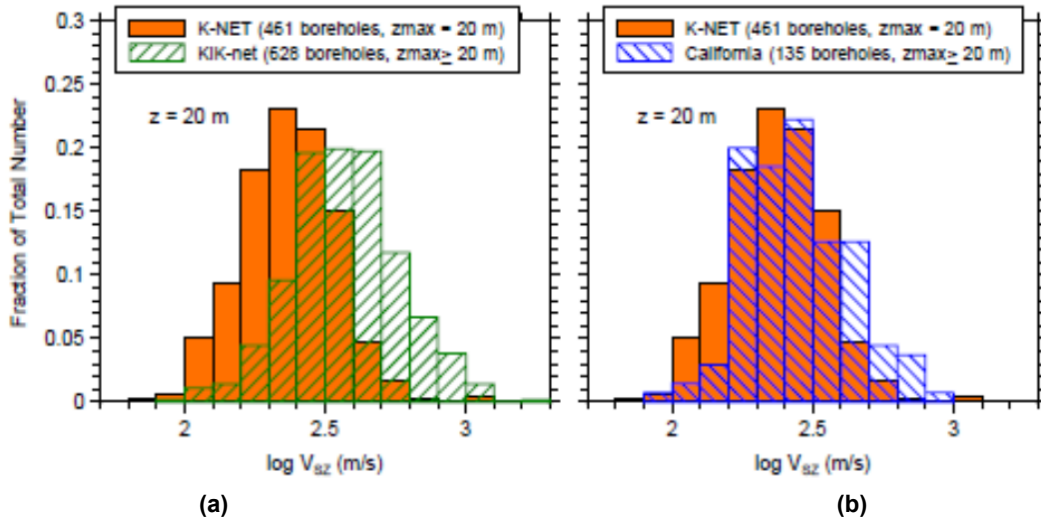 K-NET (461 boreholes, zmax = 20 m)
KIK-net (628 boreholes, zmax≥ 20 m)
z = 20 m
Fraction of Total Number
0.3
0.25
0.2
0.15
0.1
0.05
0
2
2.5
3
log VSZ (m/s)
(a)
K-NET (461 boreholes, zmax = 20 m)
California (135 boreholes, zmax≥ 20 m)
z = 20 m
2
2.5
3
log VSZ (m/s)
(b)